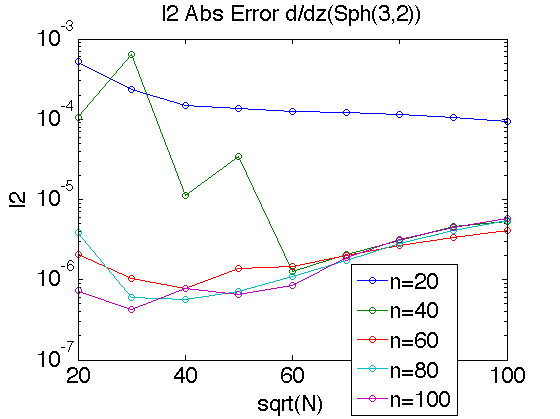 l2 Abs Error d/dz(Sph(3,2))
10^-3
10^-4
10^-5
10^-6
10^-7
l2
20
40
60
80
100
sqrt(N)
n=20
n=40
n=60
n=80
n=100